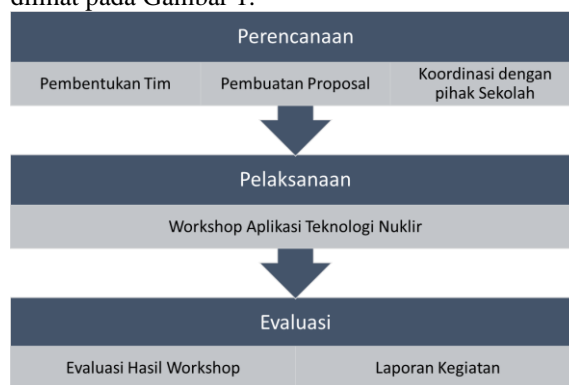 dilihat pada Gambar 1.
Perencanaan
Pembentukan Tim
Pembuatan Proposal
Koordinasi dengan
pihak Sekolah
Pelaksanaan
Workshop Aplikasi Teknologi Nuklir
Evaluasi
Evaluasi Hasil Workshop
Laporan Kegiatan